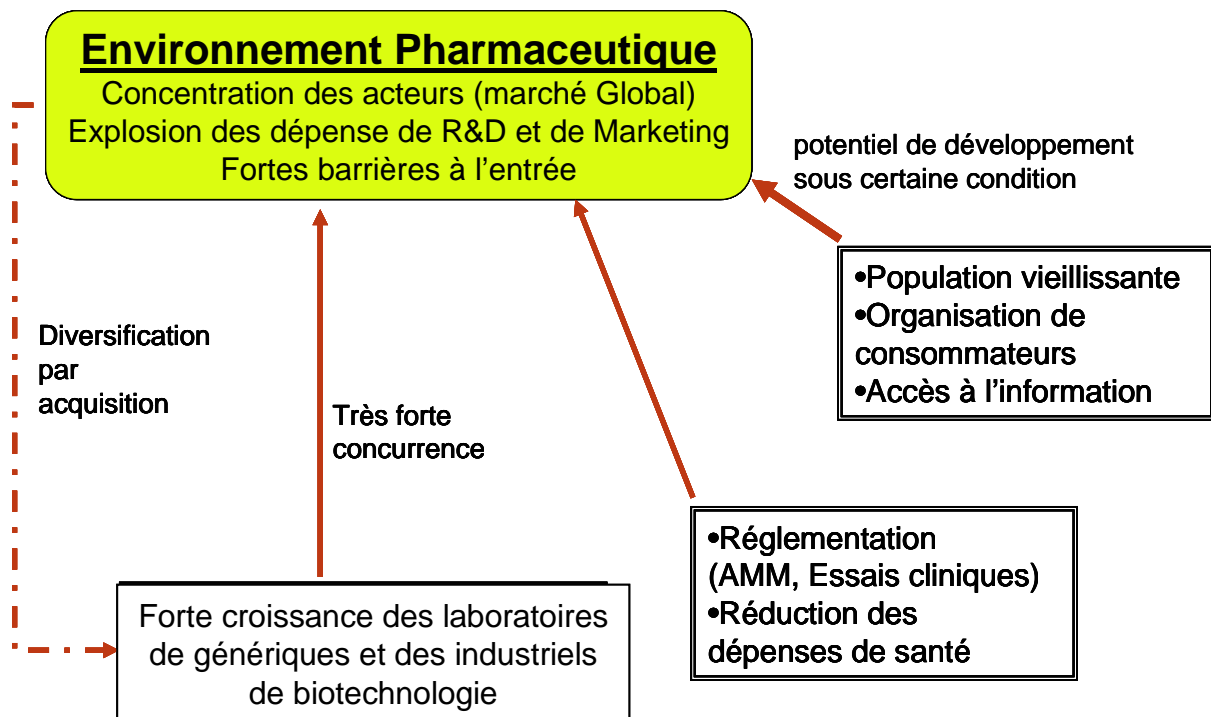 Environnement Pharmaceutique
Concentration des acteurs (marché Global)
Explosion des dépense de R&D et de Marketing
Fortes barrières à l’entrée
potentiel de développement
sous certaine condition
•Population vieillissante
•Organisation de
consommateurs
•Accès à l’information
Diversification
par
acquisition
Très forte
concurrence
•Réglementation
(AMM, Essais cliniques)
•Réduction des
dépenses de santé
Forte croissance des laboratoires
de génériques et des industriels
de biotechnologie